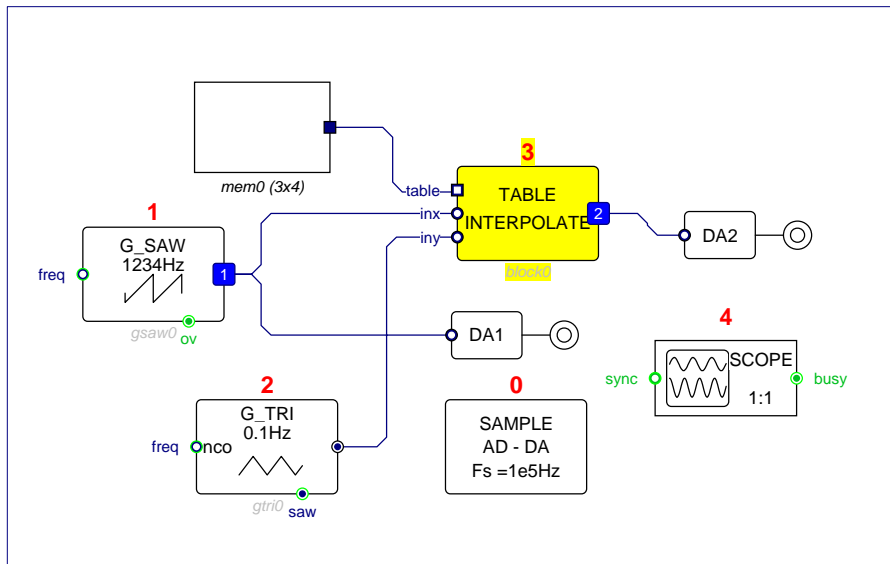 mem0 (3x4)
3
table
inx
iny
TABLE
INTERPOLATE
2
block0
DA2
1
G_SAW
1234Hz
freq
1
gsaw0
ov
DA1
4
sync
SCOPE
1:1
busy
2
G_TRI
0.1Hz
freq
nco
gtri0
saw
0
SAMPLE
AD - DA
Fs =1e5Hz